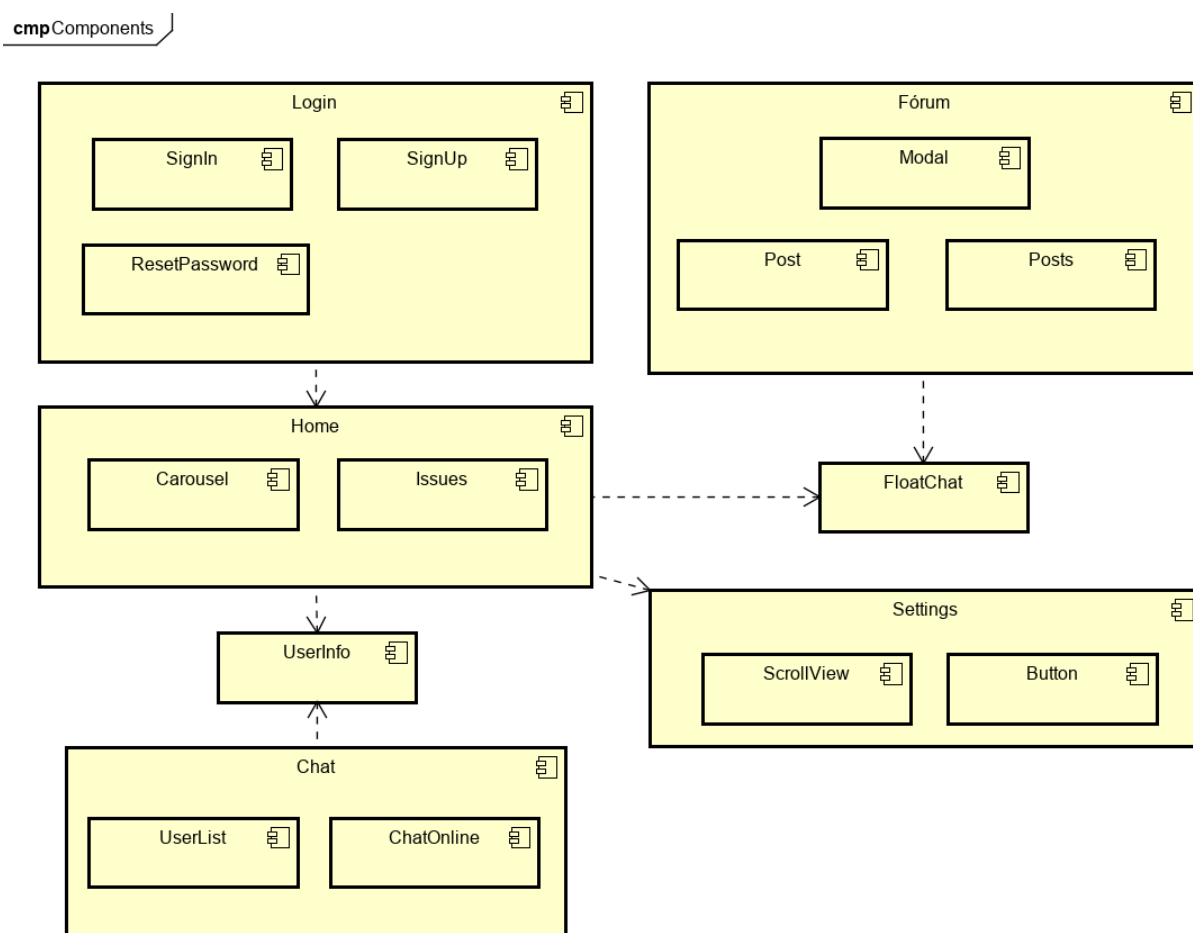 cmpComponents
Login
SignIn
SignUp
ResetPassword
Fórum
Modal
Post
Posts
Home
Carousel
Issues
FloatChat
UserInfo
Settings
ScrollView
Button
Chat
UserList
ChatOnline